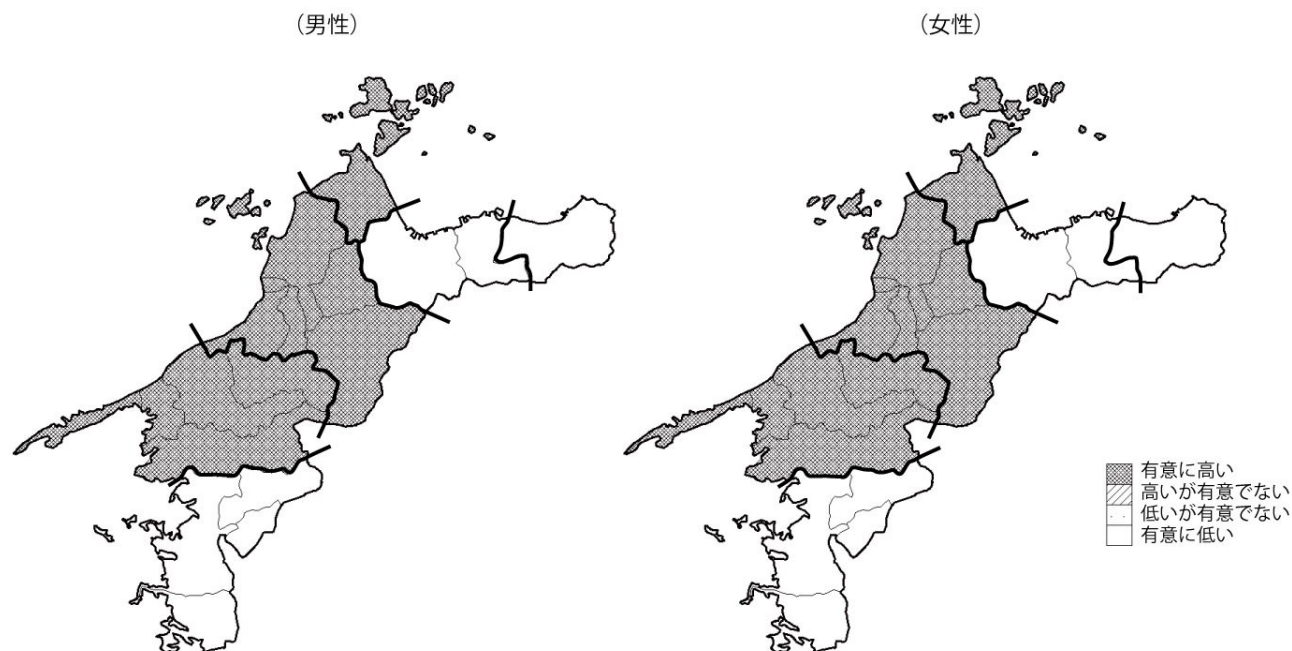 （男性）
（女性）
有意に高い
高いが有意でない
低いが有意でない
有意に低い